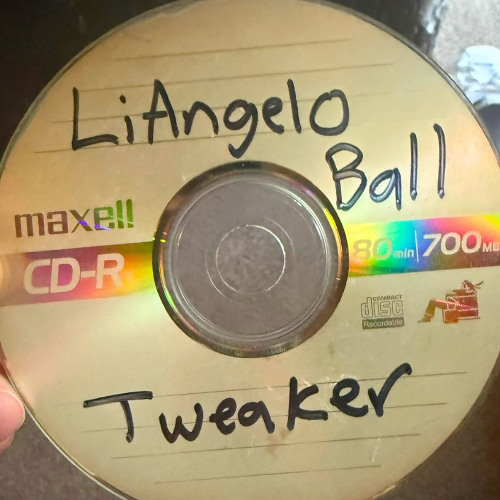 LiAngelo
Ball
maxell
CD-R
80min|700MB
COMPACT
disc
Recordable
Tweaker